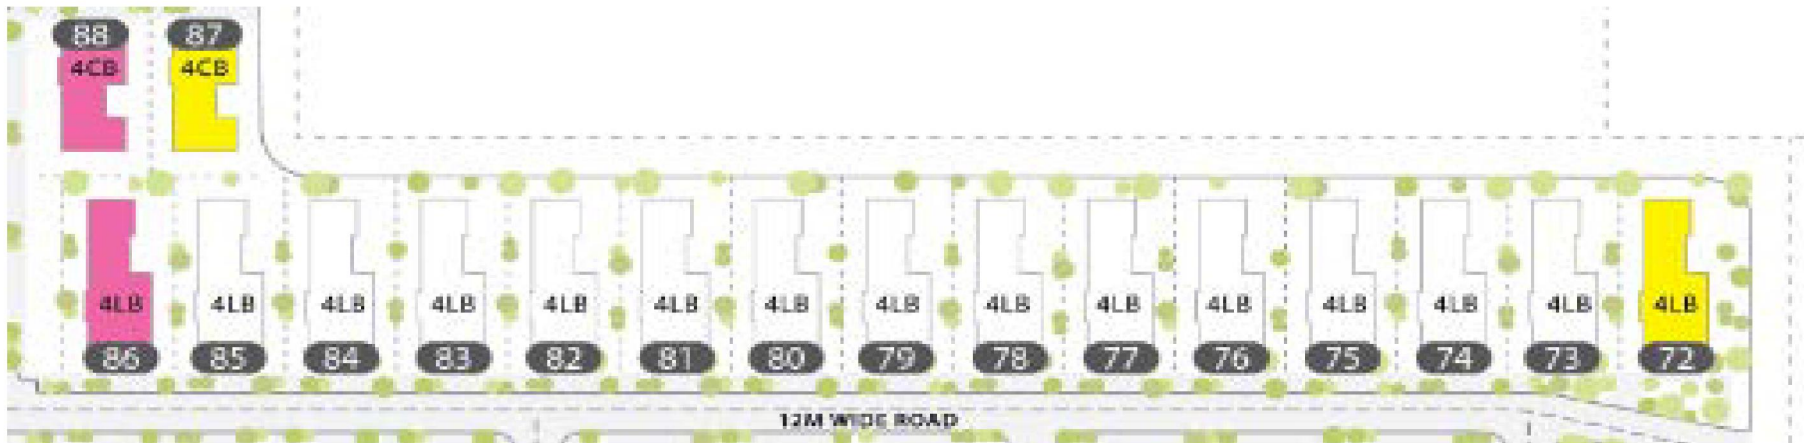 88 87
4CB 4CB
4LB 4LB 4LB 4LB 4LB 4LB 4LB 4LB 4LB 4LB 4LB 4LB 4LB 4LB 4LB
86 85 84 83 82 81 80 79 78 77 76 75 74 73 72
12M WIDE ROAD